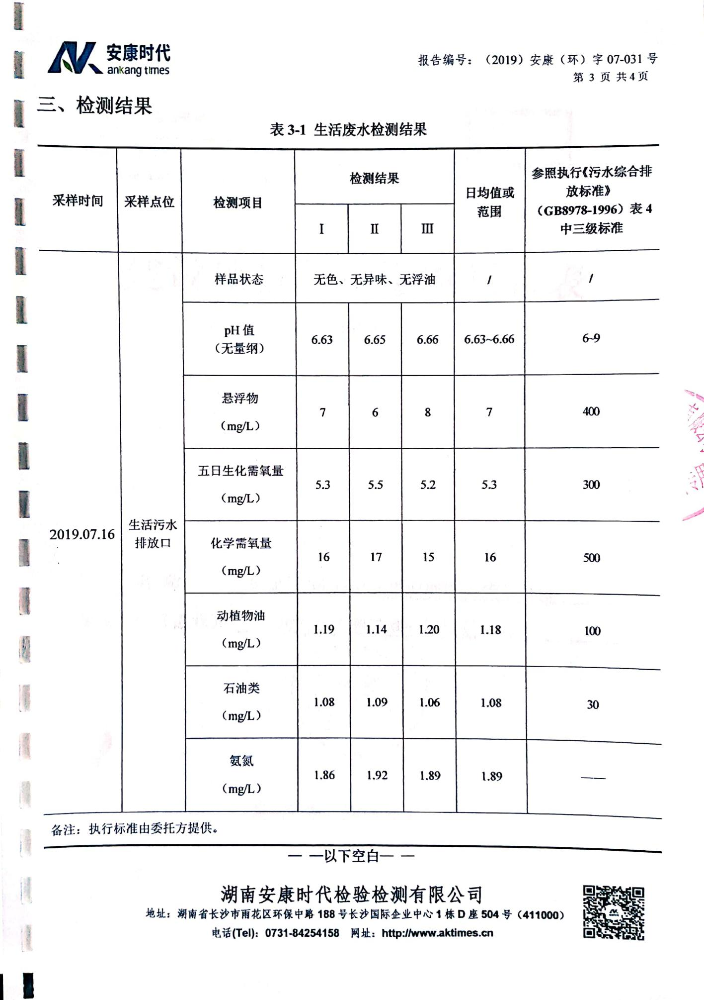 安康时代
ankang times
报告编号：（2019）安康（环）字 07-031 号
第 3 页 共4页
三、检测结果
表 3-1 生活废水检测结果
采样时间
采样点位
检测项目
检测结果
I
II
III
日均值或
范围
参照执行《污水综合排
放标准》
（GB8978-1996）表 4
中三级标准
2019.07.16
生活污水
排放口
样品状态
无色、无异味、无浮油
/
/
pH 值
（无量纲）
6.63
6.65
6.66
6.63~6.66
6~9
悬浮物
（mg/L）
7
6
8
7
400
五日生化需氧量
（mg/L）
5.3
5.5
5.2
5.3
300
化学需氧量
（mg/L）
16
17
15
16
500
动植物油
（mg/L）
1.19
1.14
1.20
1.18
100
石油类
（mg/L）
1.08
1.09
1.06
1.08
30
氨氮
（mg/L）
1.86
1.92
1.89
1.89
——
备注：执行标准由委托方提供。
— —以下空白— —
湖南安康时代检验检测有限公司
地址：湖南省长沙市雨花区环保中路 188 号长沙国际企业中心 1 栋 D 座 504 号（411000）
电话(Tel)：0731-84254158 网址：http://www.aktimes.cn